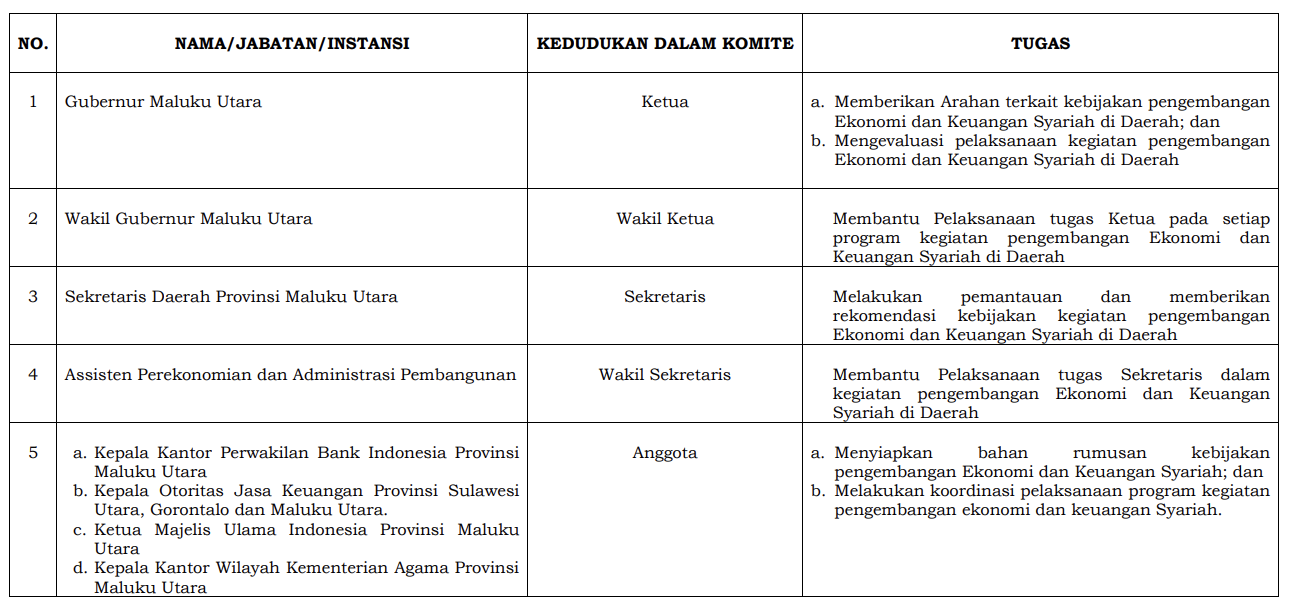 NO. NAMA/JABATAN/INSTANSI KEDUDUKAN DALAM KOMITE TUGAS
1 Gubernur Maluku Utara Ketua a. Memberikan Arahan terkait kebijakan pengembangan
Ekonomi dan Keuangan Syariah di Daerah; dan
b. Mengevaluasi pelaksanaan kegiatan pengembangan
Ekonomi dan Keuangan Syariah di Daerah
2 Wakil Gubernur Maluku Utara Wakil Ketua Membantu Pelaksanaan tugas Ketua pada setiap
program kegiatan pengembangan Ekonomi dan
Keuangan Syariah di Daerah
3 Sekretaris Daerah Provinsi Maluku Utara Sekretaris Melakukan pemantauan dan memberikan
rekomendasi kebijakan kegiatan pengembangan
Ekonomi dan Keuangan Syariah di Daerah
4 Assisten Perekonomian dan Administrasi Pembangunan Wakil Sekretaris Membantu Pelaksanaan tugas Sekretaris dalam
kegiatan pengembangan Ekonomi dan Keuangan
Syariah di Daerah
5 a. Kepala Kantor Perwakilan Bank Indonesia Provinsi
Maluku Utara
b. Kepala Otoritas Jasa Keuangan Provinsi Sulawesi
Utara, Gorontalo dan Maluku Utara.
c. Ketua Majelis Ulama Indonesia Provinsi Maluku
Utara
d. Kepala Kantor Wilayah Kementerian Agama Provinsi
Maluku Utara
Anggota
a. Menyiapkan bahan rumusan kebijakan
pengembangan Ekonomi dan Keuangan Syariah; dan
b. Melakukan koordinasi pelaksanaan program kegiatan
pengembangan ekonomi dan keuangan Syariah.